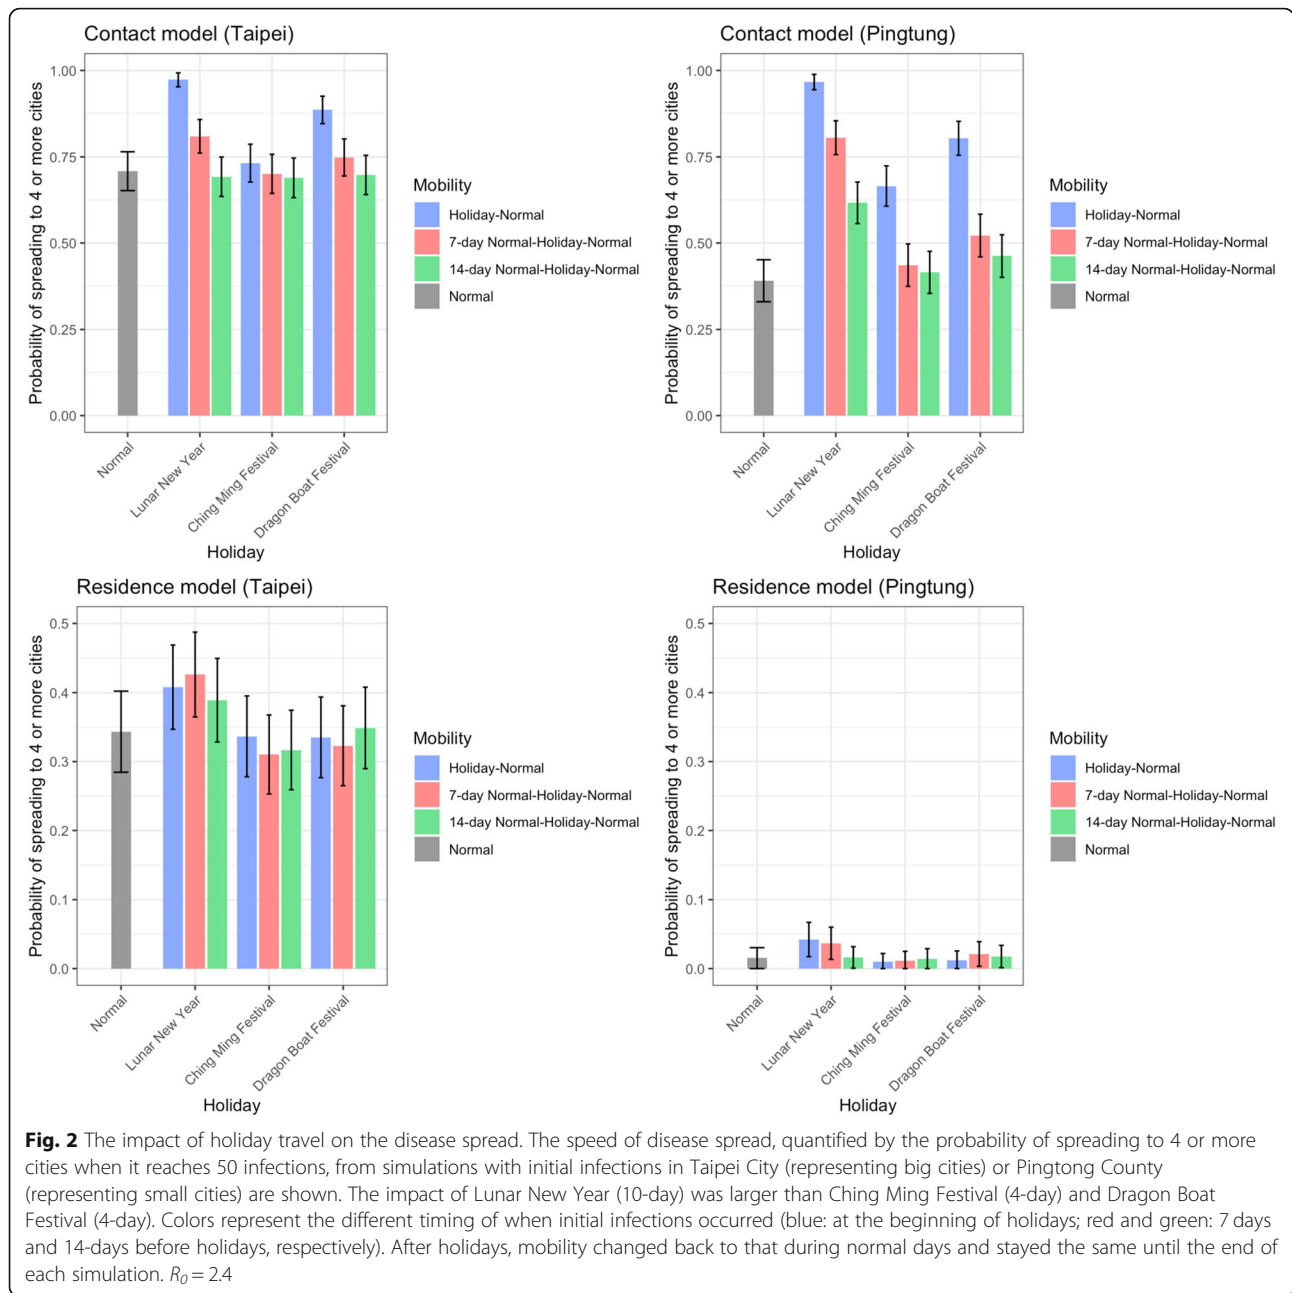 Contact model (Taipei)
Probability of spreading to 4 or more cities
1.00
0.75
0.50
0.25
0.00
Normal
Lunar New Year
Ching Ming Festival
Dragon Boat Festival
Holiday
Mobility
Holiday-Normal
7-day Normal-Holiday-Normal
14-day Normal-Holiday-Normal
Normal
Contact model (Pingtung)
Probability of spreading to 4 or more cities
1.00
0.75
0.50
0.25
0.00
Normal
Lunar New Year
Ching Ming Festival
Dragon Boat Festival
Holiday
Mobility
Holiday-Normal
7-day Normal-Holiday-Normal
14-day Normal-Holiday-Normal
Normal
Residence model (Taipei)
Probability of spreading to 4 or more cities
0.5
0.4
0.3
0.2
0.1
0.0
Normal
Lunar New Year
Ching Ming Festival
Dragon Boat Festival
Holiday
Mobility
Holiday-Normal
7-day Normal-Holiday-Normal
14-day Normal-Holiday-Normal
Normal
Residence model (Pingtung)
Probability of spreading to 4 or more cities
0.5
0.4
0.3
0.2
0.1
0.0
Normal
Lunar New Year
Ching Ming Festival
Dragon Boat Festival
Holiday
Mobility
Holiday-Normal
7-day Normal-Holiday-Normal
14-day Normal-Holiday-Normal
Normal
Fig. 2 The impact of holiday travel on the disease spread. The speed of disease spread, quantified by the probability of spreading to 4 or more
cities when it reaches 50 infections, from simulations with initial infections in Taipei City (representing big cities) or Pingtong County
(representing small cities) are shown. The impact of Lunar New Year (10-day) was larger than Ching Ming Festival (4-day) and Dragon Boat
Festival (4-day). Colors represent the different timing of when initial infections occurred (blue: at the beginning of holidays; red and green: 7 days
and 14-days before holidays, respectively). After holidays, mobility changed back to that during normal days and stayed the same until the end of
each simulation. R0 = 2.4